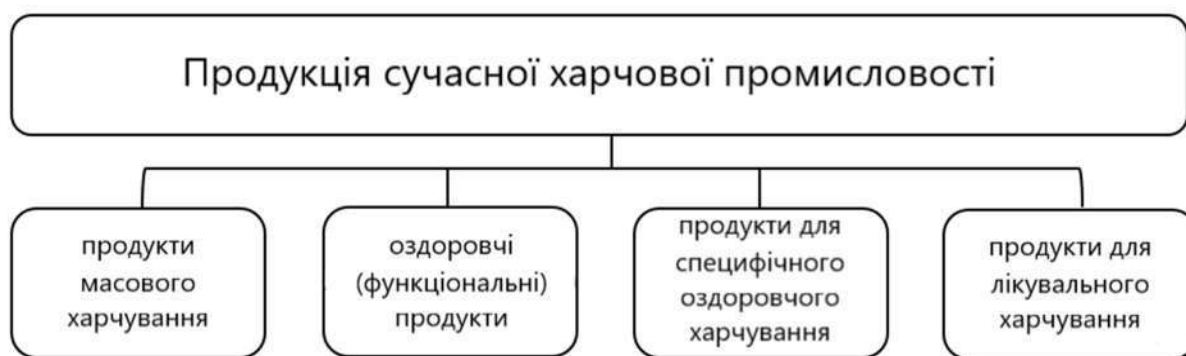 Продукція сучасної харчової промисловості
продукти
масового
харчування
оздоровчі
(функціональні)
продукти
продукти для
специфічного
оздоровчого
харчування
продукти для
лікувального
харчування